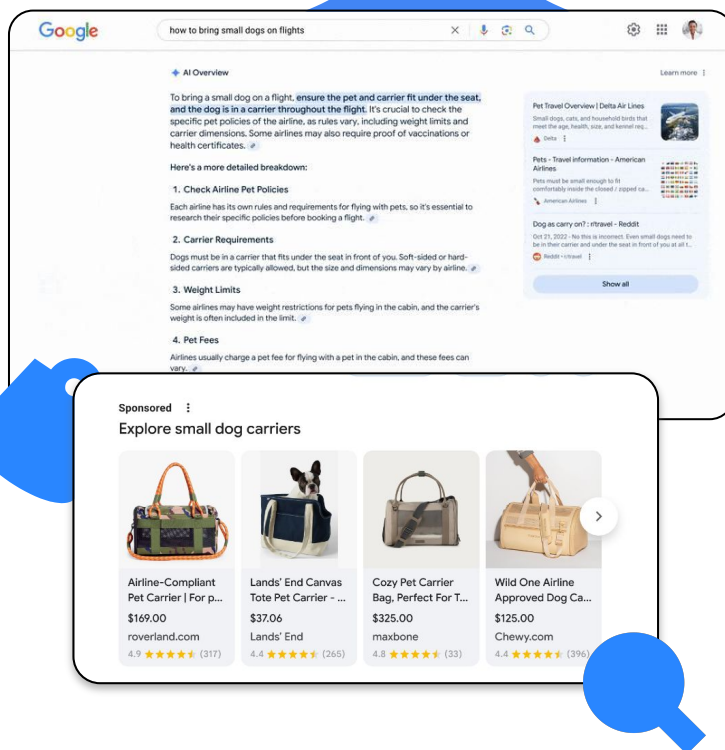 Google
how to bring small dogs on flights
AI Overview
Learn more
To bring a small dog on a flight, ensure the pet and carrier fit under the seat,
and the dog is in a carrier throughout the flight. It's crucial to check the
specific pet policies of the airline, as rules vary, including weight limits and
carrier dimensions. Some airlines may also require proof of vaccinations or
health certificates.
Here's a more detailed breakdown:
1. Check Airline Pet Policies
Each airline has its own rules and requirements for flying with pets, so it's essential to
research their specific policies before booking a flight.
2. Carrier Requirements
Dogs must be in a carrier that fits under the seat in front of you. Soft-sided or hard-
sided carriers are typically allowed, but the size and dimensions may vary by airline.
3. Weight Limits
Some airlines may have weight restrictions for pets flying in the cabin, and the carrier's
weight is often included in the limit.
4. Pet Fees
Airlines usually charge a pet fee for flying with a pet in the cabin, and these fees can
vary.
Pet Travel Overview | Delta Air Lines
Small dogs, cats, and household birds that
meet the age, health, size, and kennel req...
Delta
Pets - Travel information - American
Airlines
Pets must be small enough to fit
comfortably inside the closed / zipped ca...
American Airlines
Dog as carry on? : r/travel - Reddit
Oct 21, 2022 - No this is incorrect. Even small dogs need to
be in their carrier and under the seat in front of you at all t...
Reddit · r/travel
Show all
Sponsored
Explore small dog carriers
Airline-Compliant
Pet Carrier | For p...
$169.00
roverland.com
4.9 (317)
Lands' End Canvas
Tote Pet Carrier - ...
$37.06
Lands' End
4.4 (265)
Cozy Pet Carrier
Bag, Perfect For T...
$325.00
maxbone
4.8 (33)
Wild One Airline
Approved Dog Ca...
$125.00
Chewy.com
4.4 (396)